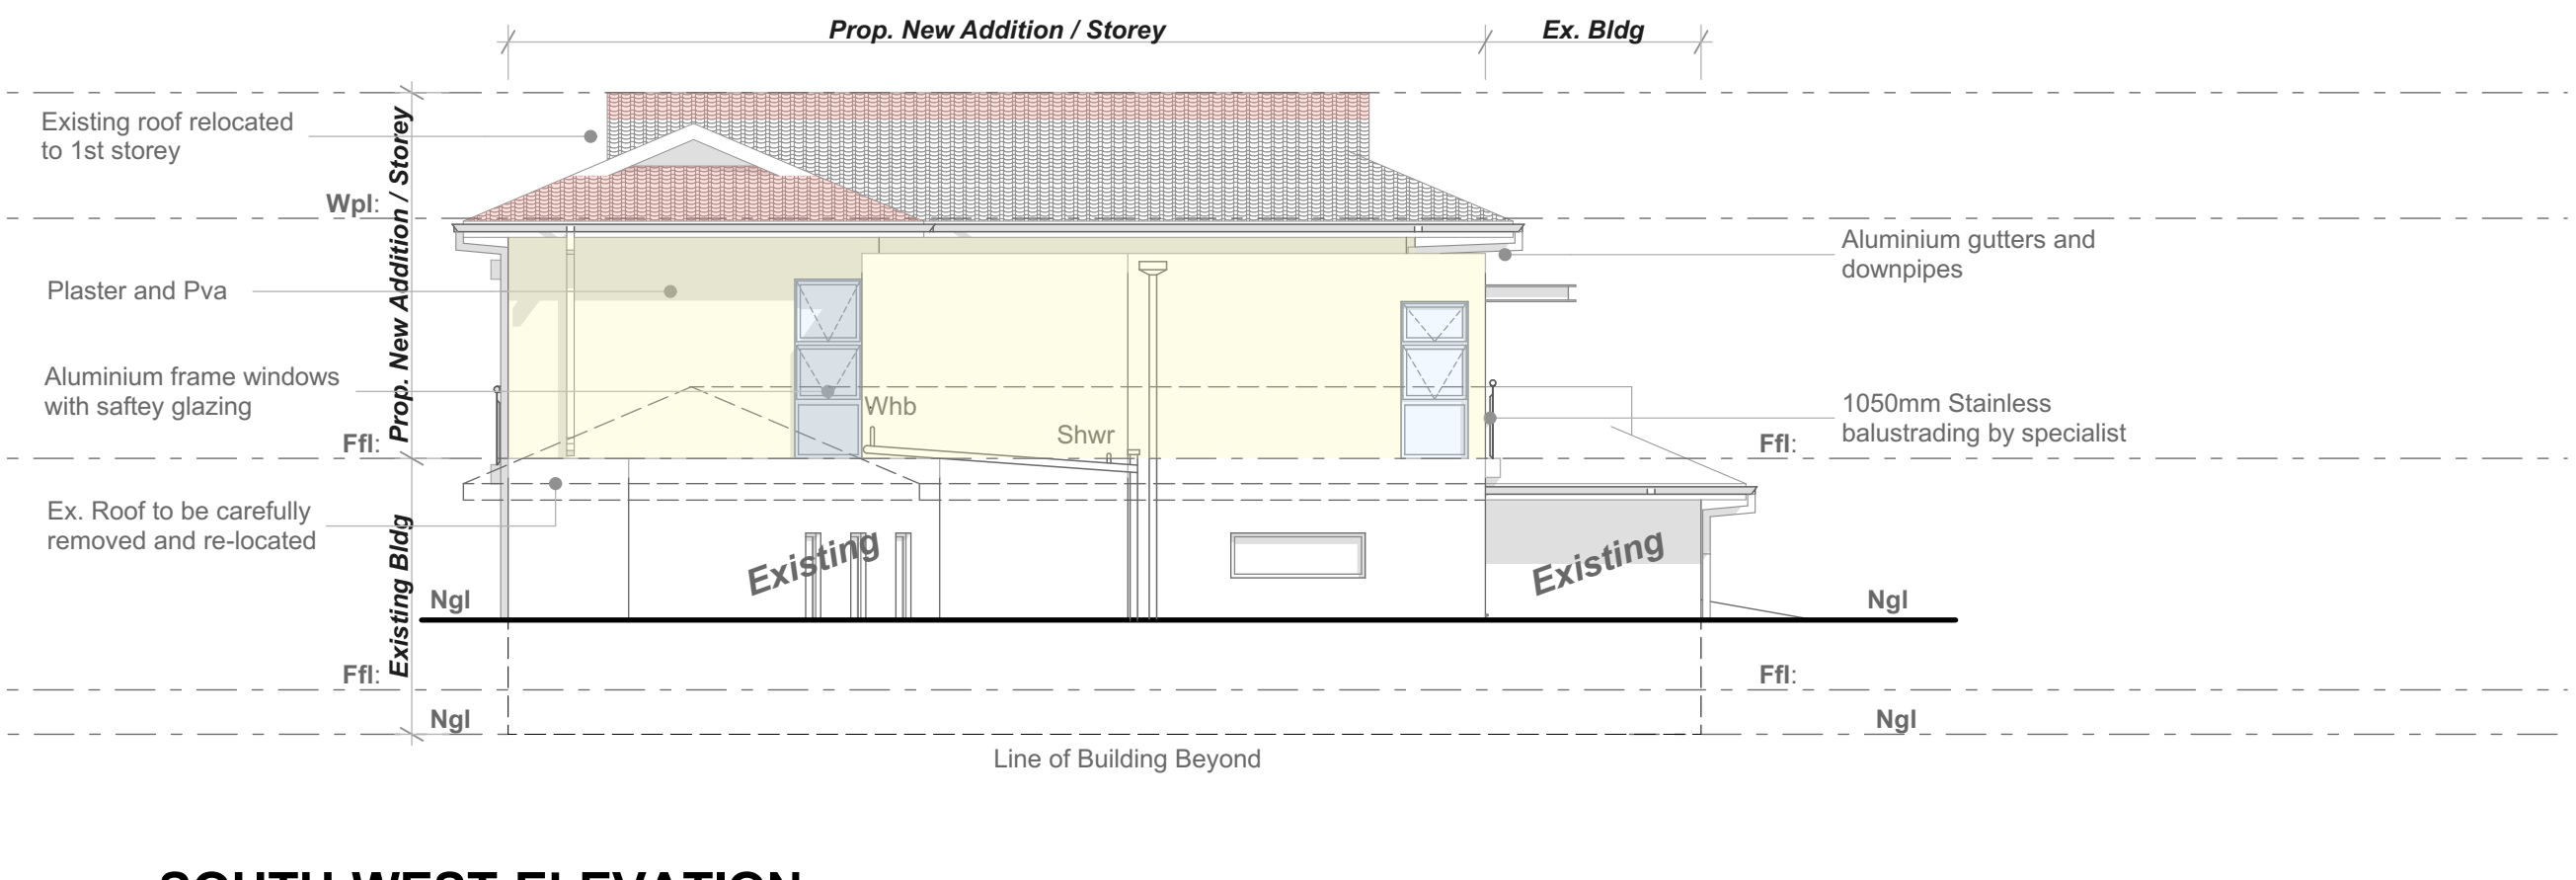 Prop. New Addition / Storey
Ex. Bldg
Existing roof relocated
to 1st storey
Prop. New Addition / Storey
Wpl:
Aluminium gutters and
downpipes
Plaster and Pva
Aluminium frame windows
with saftey glazing
Whb
Shwr
1050mm Stainless
balustrading by specialist
Ffl:
Ffl:
Ex. Roof to be carefully
removed and re-located
Existing Bldg
Existing
Existing
Ngl
Ngl
Ffl:
Ffl:
Ngl
Ngl
Line of Building Beyond
SOUTH WEST ELEVATION